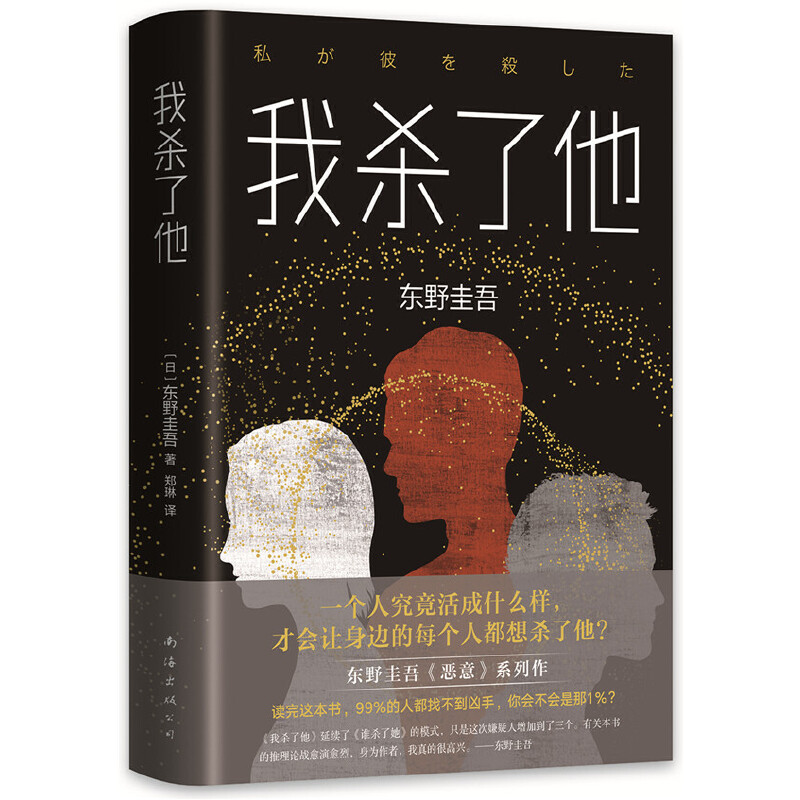 私が彼を殺した
我杀了他
东野圭吾
一个人究竟活成什么样，
才会让身边的每个人都想杀了他？
东野圭吾《恶意》系列作
读完这本书，99%的人都找不到凶手，你会不会是那1%？
《我杀了他》延续了《谁杀了她》的模式，只是这次嫌疑人增加到了三个。有关本书
的推理论战愈演愈烈，身为作者，我真的很高兴。——东野圭吾
我杀了他
［日］东野圭吾 著
郑琳 译
南海出版公司